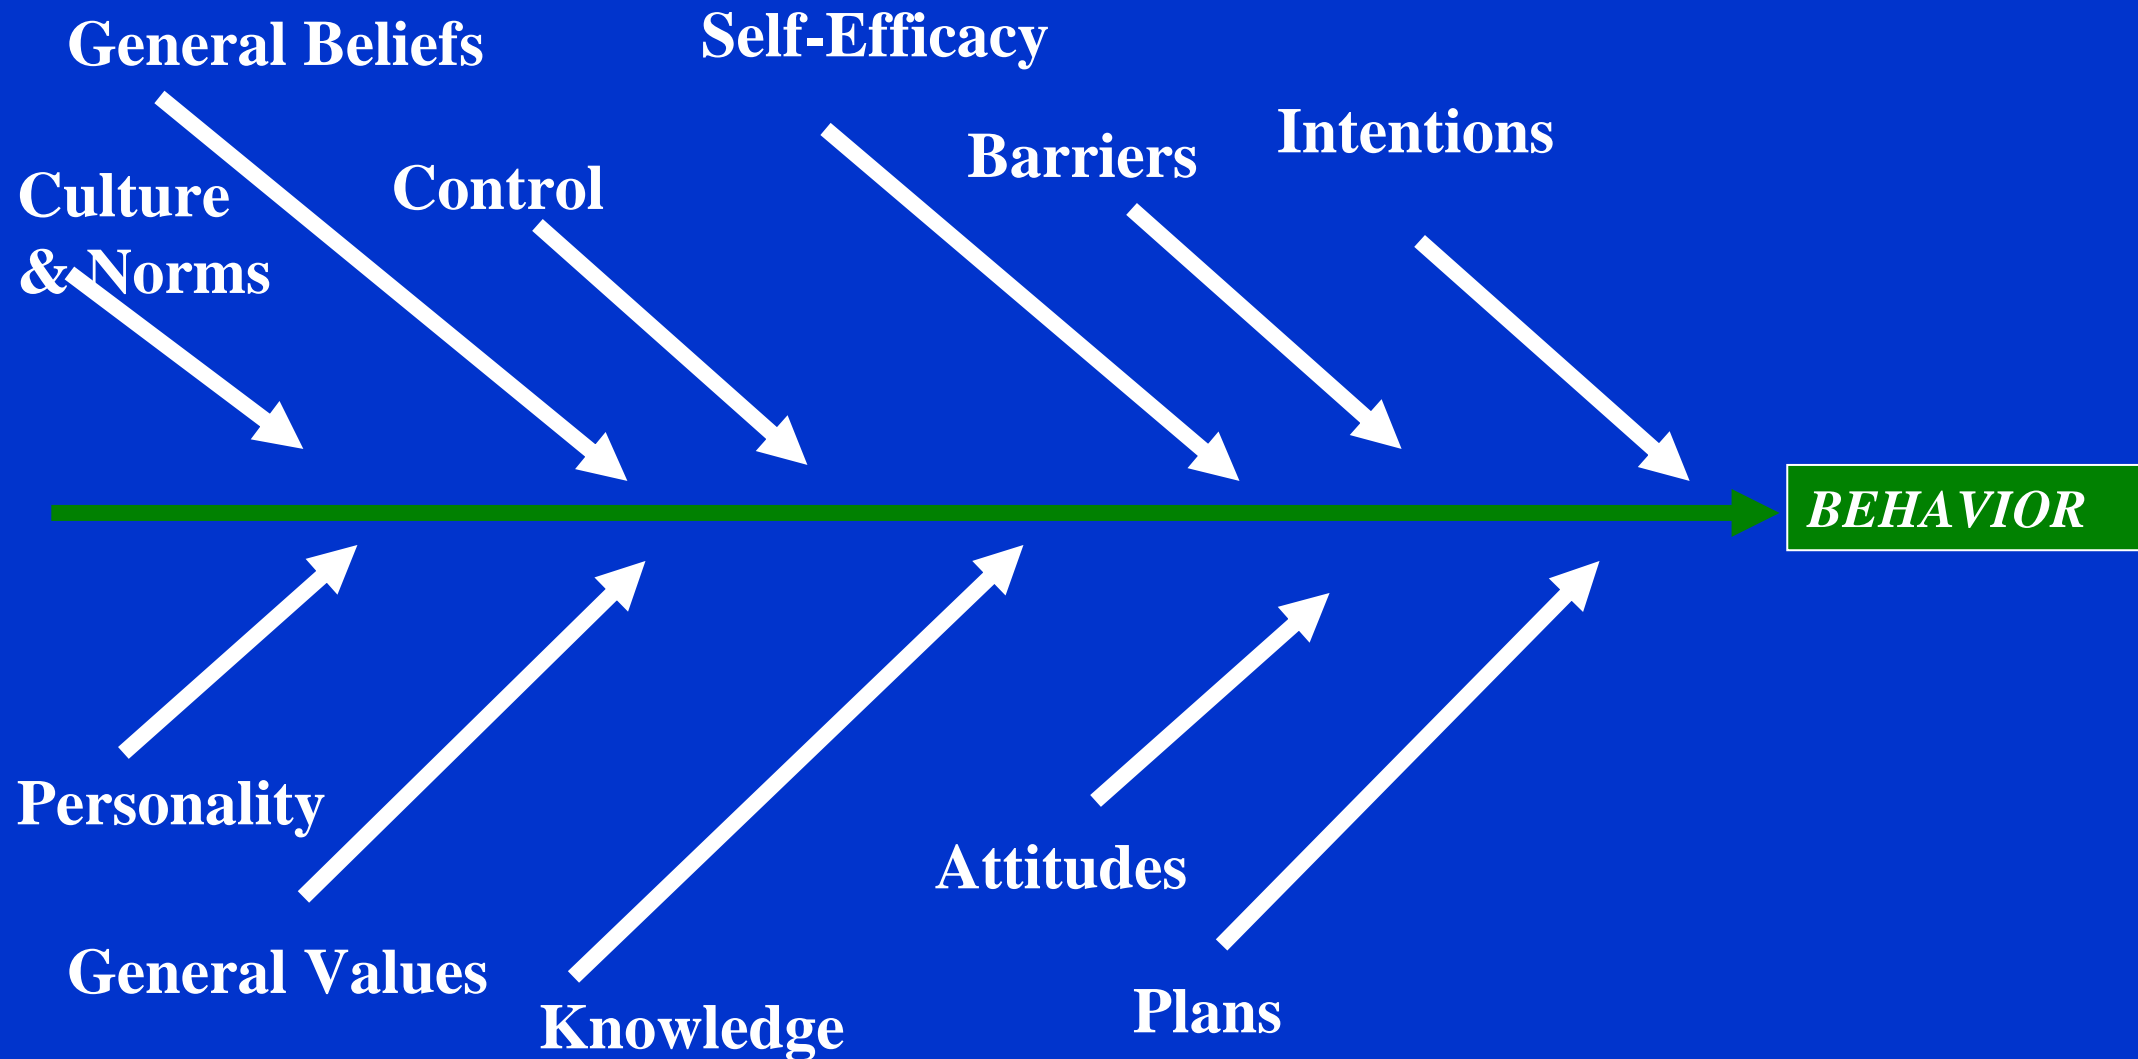 General Beliefs
Self-Efficacy
Intentions
Barriers
Control
Culture
& Norms
BEHAVIOR
Personality
Attitudes
General Values
Plans
Knowledge